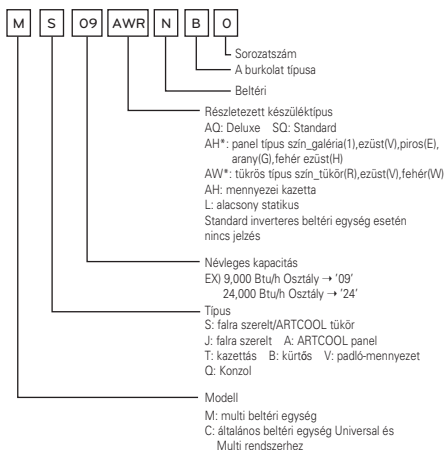 M S 09 AWR N B 0
Sorozatszám
A burkolat típusa
Beltéri
Részletezett készüléktípus
AQ: Deluxe SQ: Standard
AH*: panel típus szín_galéria(1),ezüst(V),piros(E),
arany(G),fehér ezüst(H)
AW*: tükrös típus szín_tükör(R),ezüst(V),fehér(W)
AH: mennyezei kazetta
L: alacsony statikus
Standard inverteres beltéri egység esetén
nincs jelzés
Névleges kapacitás
EX) 9,000 Btu/h Osztály → '09'
24,000 Btu/h Osztály → '24'
Típus
S: falra szerelt/ARTCOOL tükör
J: falra szerelt A: ARTCOOL panel
T: kazettás B: kürtős V: padló-mennyezet
Q: Konzol
Modell
M: multi beltéri egység
C: általános beltéri egység Universal és
Multi rendszerhez